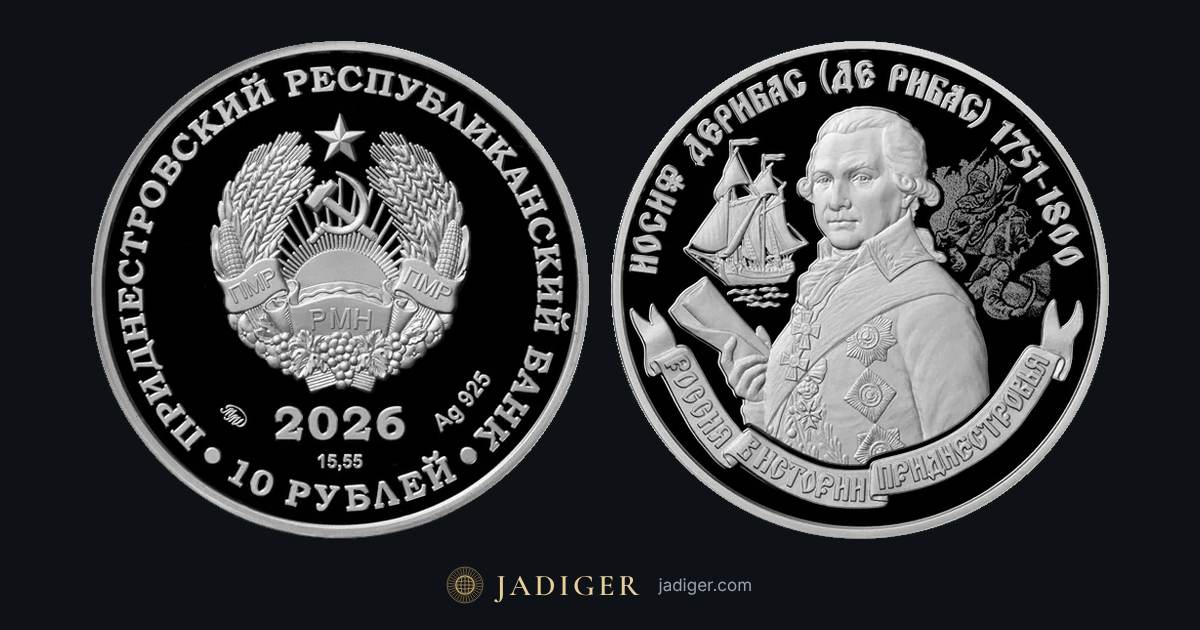 ПРИДНЕСТРОВСКИЙ РЕСПУБЛИКАНСКИЙ БАНК
ПМР
ПМР
РМН
ММД
2026
Ag 925
15,55
• 10 РУБЛЕЙ •
ИОСИФ ДЕРИБАС (ДЕ РИБАС) 1751-1800
РОССИЯ В ИСТОРИИ ПРИДНЕСТРОВЬЯ
JADIGER
jadiger.com